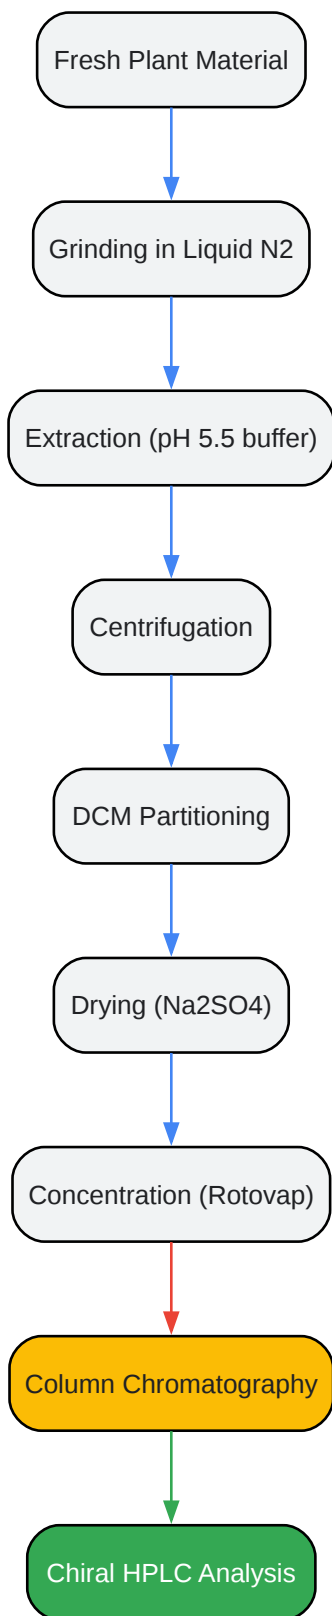 Fresh Plant Material
Grinding in Liquid N2
Extraction (pH 5.5 buffer)
Centrifugation
DCM Partitioning
Drying (Na2SO4)
Concentration (Rotovap)
Column Chromatography
Chiral HPLC Analysis